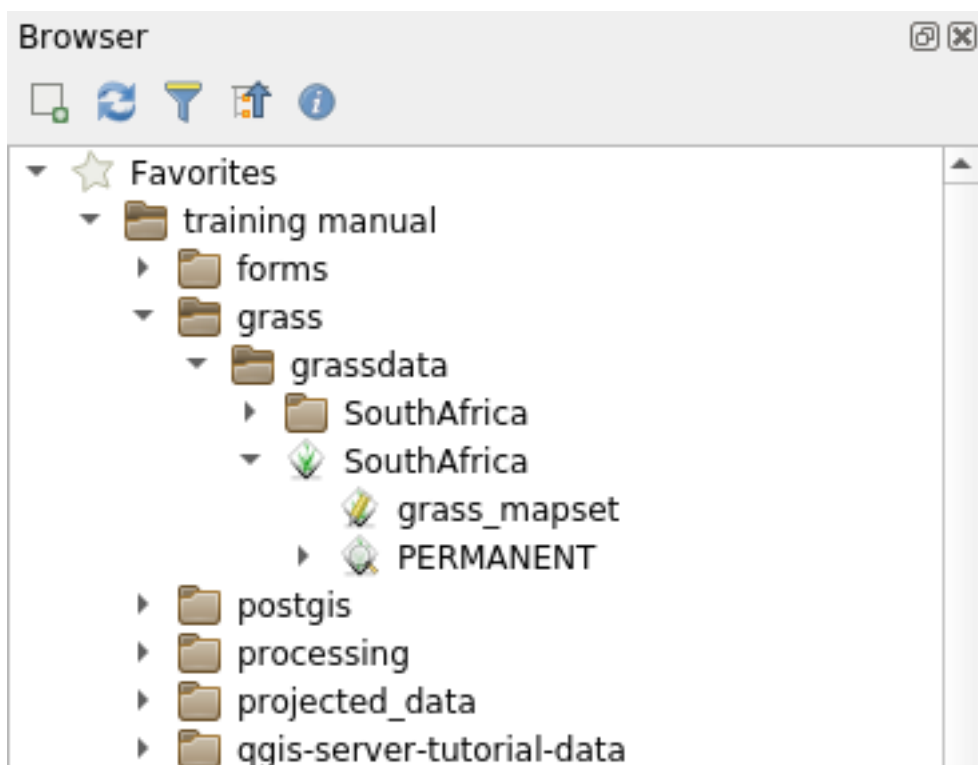 Browser
Favorites
training manual
forms
grass
grassdata
SouthAfrica
SouthAfrica
grass_mapset
PERMANENT
postgis
processing
projected_data
qgis-server-tutorial-data